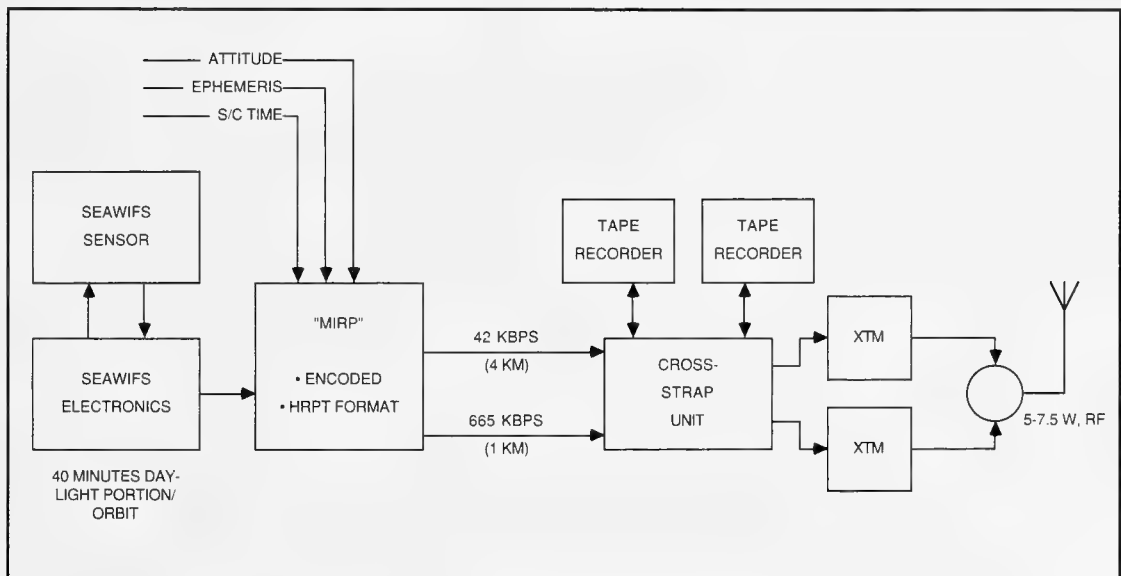 ATTITUDE
EPHEMERIS
S/C TIME
SEAWIFS
SENSOR
SEAWIFS
ELECTRONICS
40 MINUTES DAY-
LIGHT PORTION/
ORBIT
"MIRP"
• ENCODED
• HRPT FORMAT
42 KBPS
(4 KM)
665 KBPS
(1 KM)
TAPE
RECORDER
TAPE
RECORDER
CROSS-
STRAP
UNIT
XTM
XTM
5-7.5 W, RF